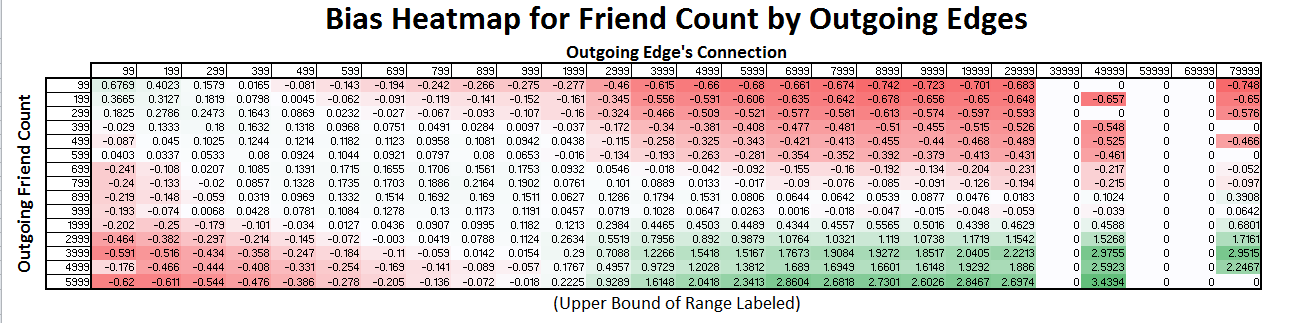 Bias Heatmap for Friend Count by Outgoing Edges
Outgoing Edge's Connection
99 199 299 399 499 599 699 799 899 999 1999 2999 3999 4999 5999 6999 7999 8999 9999 19999 29999 39999 49999 59999 69999 79999
Outgoing Friend Count
99 0.6769 0.4023 0.1579 0.0165 -0.081 -0.143 -0.194 -0.242 -0.266 -0.275 -0.277 -0.46 -0.615 -0.66 -0.68 -0.661 -0.674 -0.742 -0.723 -0.701 -0.683 0 0 0 0 -0.748
199 0.3665 0.3127 0.1819 0.0798 0.0045 -0.062 -0.091 -0.119 -0.141 -0.152 -0.161 -0.345 -0.556 -0.591 -0.606 -0.635 -0.642 -0.678 -0.656 -0.65 -0.648 0 -0.657 0 0 -0.65
299 0.1825 0.2786 0.2473 0.1643 0.0869 0.0232 -0.027 -0.067 -0.093 -0.107 -0.16 -0.324 -0.466 -0.509 -0.521 -0.577 -0.581 -0.613 -0.574 -0.597 -0.593 0 0 0 0 -0.576
399 -0.029 0.1333 0.18 0.1632 0.1318 0.0968 0.0751 0.0491 0.0284 0.0097 -0.037 -0.172 -0.34 -0.381 -0.408 -0.477 -0.481 -0.51 -0.455 -0.515 -0.526 0 -0.548 0 0 0
499 -0.087 0.045 0.1025 0.1244 0.1214 0.1182 0.1123 0.0958 0.1081 0.0942 0.0438 -0.115 -0.258 -0.325 -0.343 -0.421 -0.413 -0.455 -0.44 -0.468 -0.489 0 -0.525 0 0 -0.466
599 0.0403 0.0337 0.0533 0.08 0.0924 0.1044 0.0921 0.0797 0.08 0.0653 -0.016 -0.134 -0.193 -0.263 -0.281 -0.354 -0.352 -0.392 -0.379 -0.413 -0.431 0 -0.461 0 0 0
699 -0.241 -0.108 0.0207 0.1085 0.1391 0.1715 0.1655 0.1706 0.1561 0.1753 0.0932 0.0546 -0.018 -0.042 -0.092 -0.155 -0.16 -0.192 -0.134 -0.204 -0.231 0 -0.217 0 0 -0.052
799 -0.24 -0.133 -0.02 0.0857 0.1328 0.1735 0.1703 0.1886 0.2164 0.1902 0.0761 0.101 0.0889 0.0133 -0.017 -0.09 -0.076 -0.085 -0.091 -0.126 -0.194 0 -0.215 0 0 -0.097
899 -0.219 -0.148 -0.059 0.0319 0.0969 0.1332 0.1514 0.1692 0.169 0.1511 0.0627 0.1286 0.1794 0.1531 0.0806 0.0644 0.0642 0.0539 0.0877 0.0476 0.0183 0 0.1024 0 0 0.3908
999 -0.193 -0.074 0.0068 0.0428 0.0781 0.1084 0.1278 0.13 0.1173 0.1191 0.0457 0.0719 0.1028 0.0647 0.0263 0.0016 -0.018 -0.047 -0.015 -0.048 -0.059 0 -0.039 0 0 0.0642
1999 -0.202 -0.25 -0.179 -0.101 -0.034 0.0127 0.0436 0.0907 0.0995 0.1182 0.1213 0.2984 0.4465 0.4503 0.4489 0.4344 0.4557 0.5565 0.5016 0.4398 0.4629 0 0.4588 0 0 0.6801
2999 -0.464 -0.382 -0.297 -0.214 -0.145 -0.072 -0.003 0.0419 0.0788 0.1124 0.2634 0.5519 0.7956 0.892 0.9879 1.0764 1.0321 1.119 1.0738 1.1719 1.1542 0 1.5268 0 0 1.7161
3999 -0.591 -0.516 -0.434 -0.358 -0.247 -0.184 -0.11 -0.059 0.0142 0.0154 0.29 0.7088 1.2266 1.5418 1.5167 1.7673 1.9084 1.9272 1.8517 2.0405 2.2213 0 2.9755 0 0 2.9515
4999 -0.176 -0.466 -0.444 -0.408 -0.331 -0.254 -0.169 -0.141 -0.089 -0.057 0.1767 0.4957 0.9729 1.2028 1.3812 1.689 1.6949 1.6601 1.6148 1.9232 1.886 0 2.5923 0 0 2.2467
5999 -0.62 -0.611 -0.544 -0.476 -0.386 -0.278 -0.205 -0.136 -0.072 -0.018 0.2225 0.9289 1.6148 2.0418 2.3413 2.8604 2.6818 2.7301 2.6026 2.8467 2.6974 0 3.4394 0 0 0
(Upper Bound of Range Labeled)